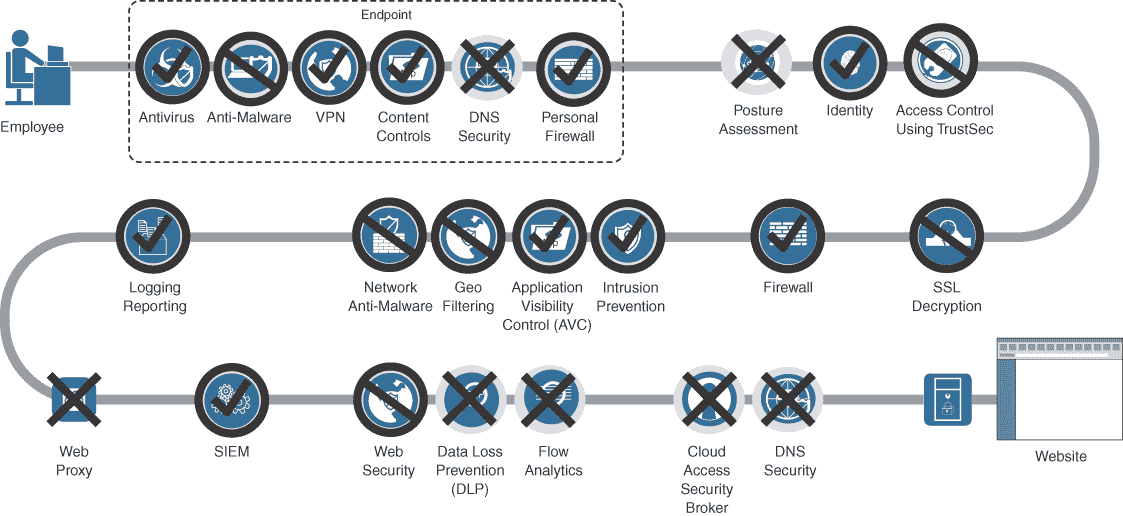 Endpoint
Employee
Antivirus
Anti-Malware
VPN
Content
Controls
DNS
Security
Personal
Firewall
Posture
Assessment
Identity
Access Control
Using TrustSec
Logging
Reporting
Network
Anti-Malware
Geo
Filtering
Application
Visibility
Control (AVC)
Intrusion
Prevention
Firewall
SSL
Decryption
Web
Proxy
SIEM
Web
Security
Data Loss
Prevention
(DLP)
Flow
Analytics
Cloud
Access
Security
Broker
DNS
Security
Website